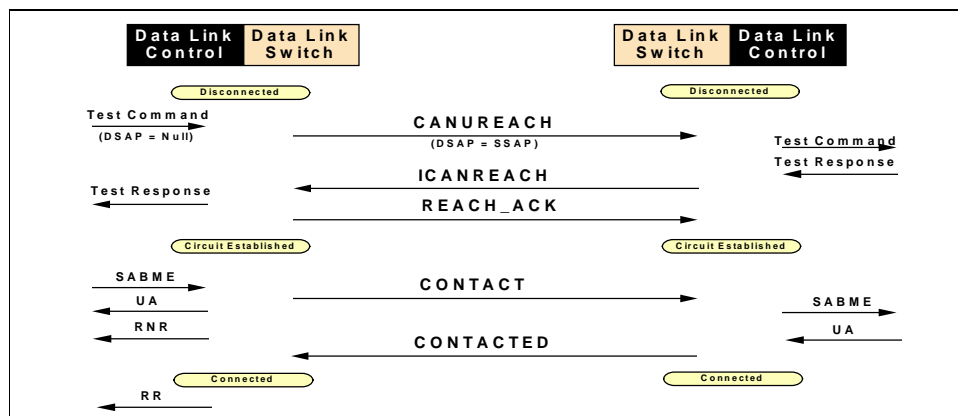 Data Link Control
Data Link Switch
Data Link Switch
Data Link Control
Disconnected
Disconnected
Test Command
(DSAP = Null)
CANUREACH
(DSAP = SSAP)
Test Command
Test Response
ICANREACH
Test Response
REACH_ACK
Circuit Established
Circuit Established
SABME
CONTACT
UA
SABME
RNR
UA
CONTACTED
Connected
Connected
RR